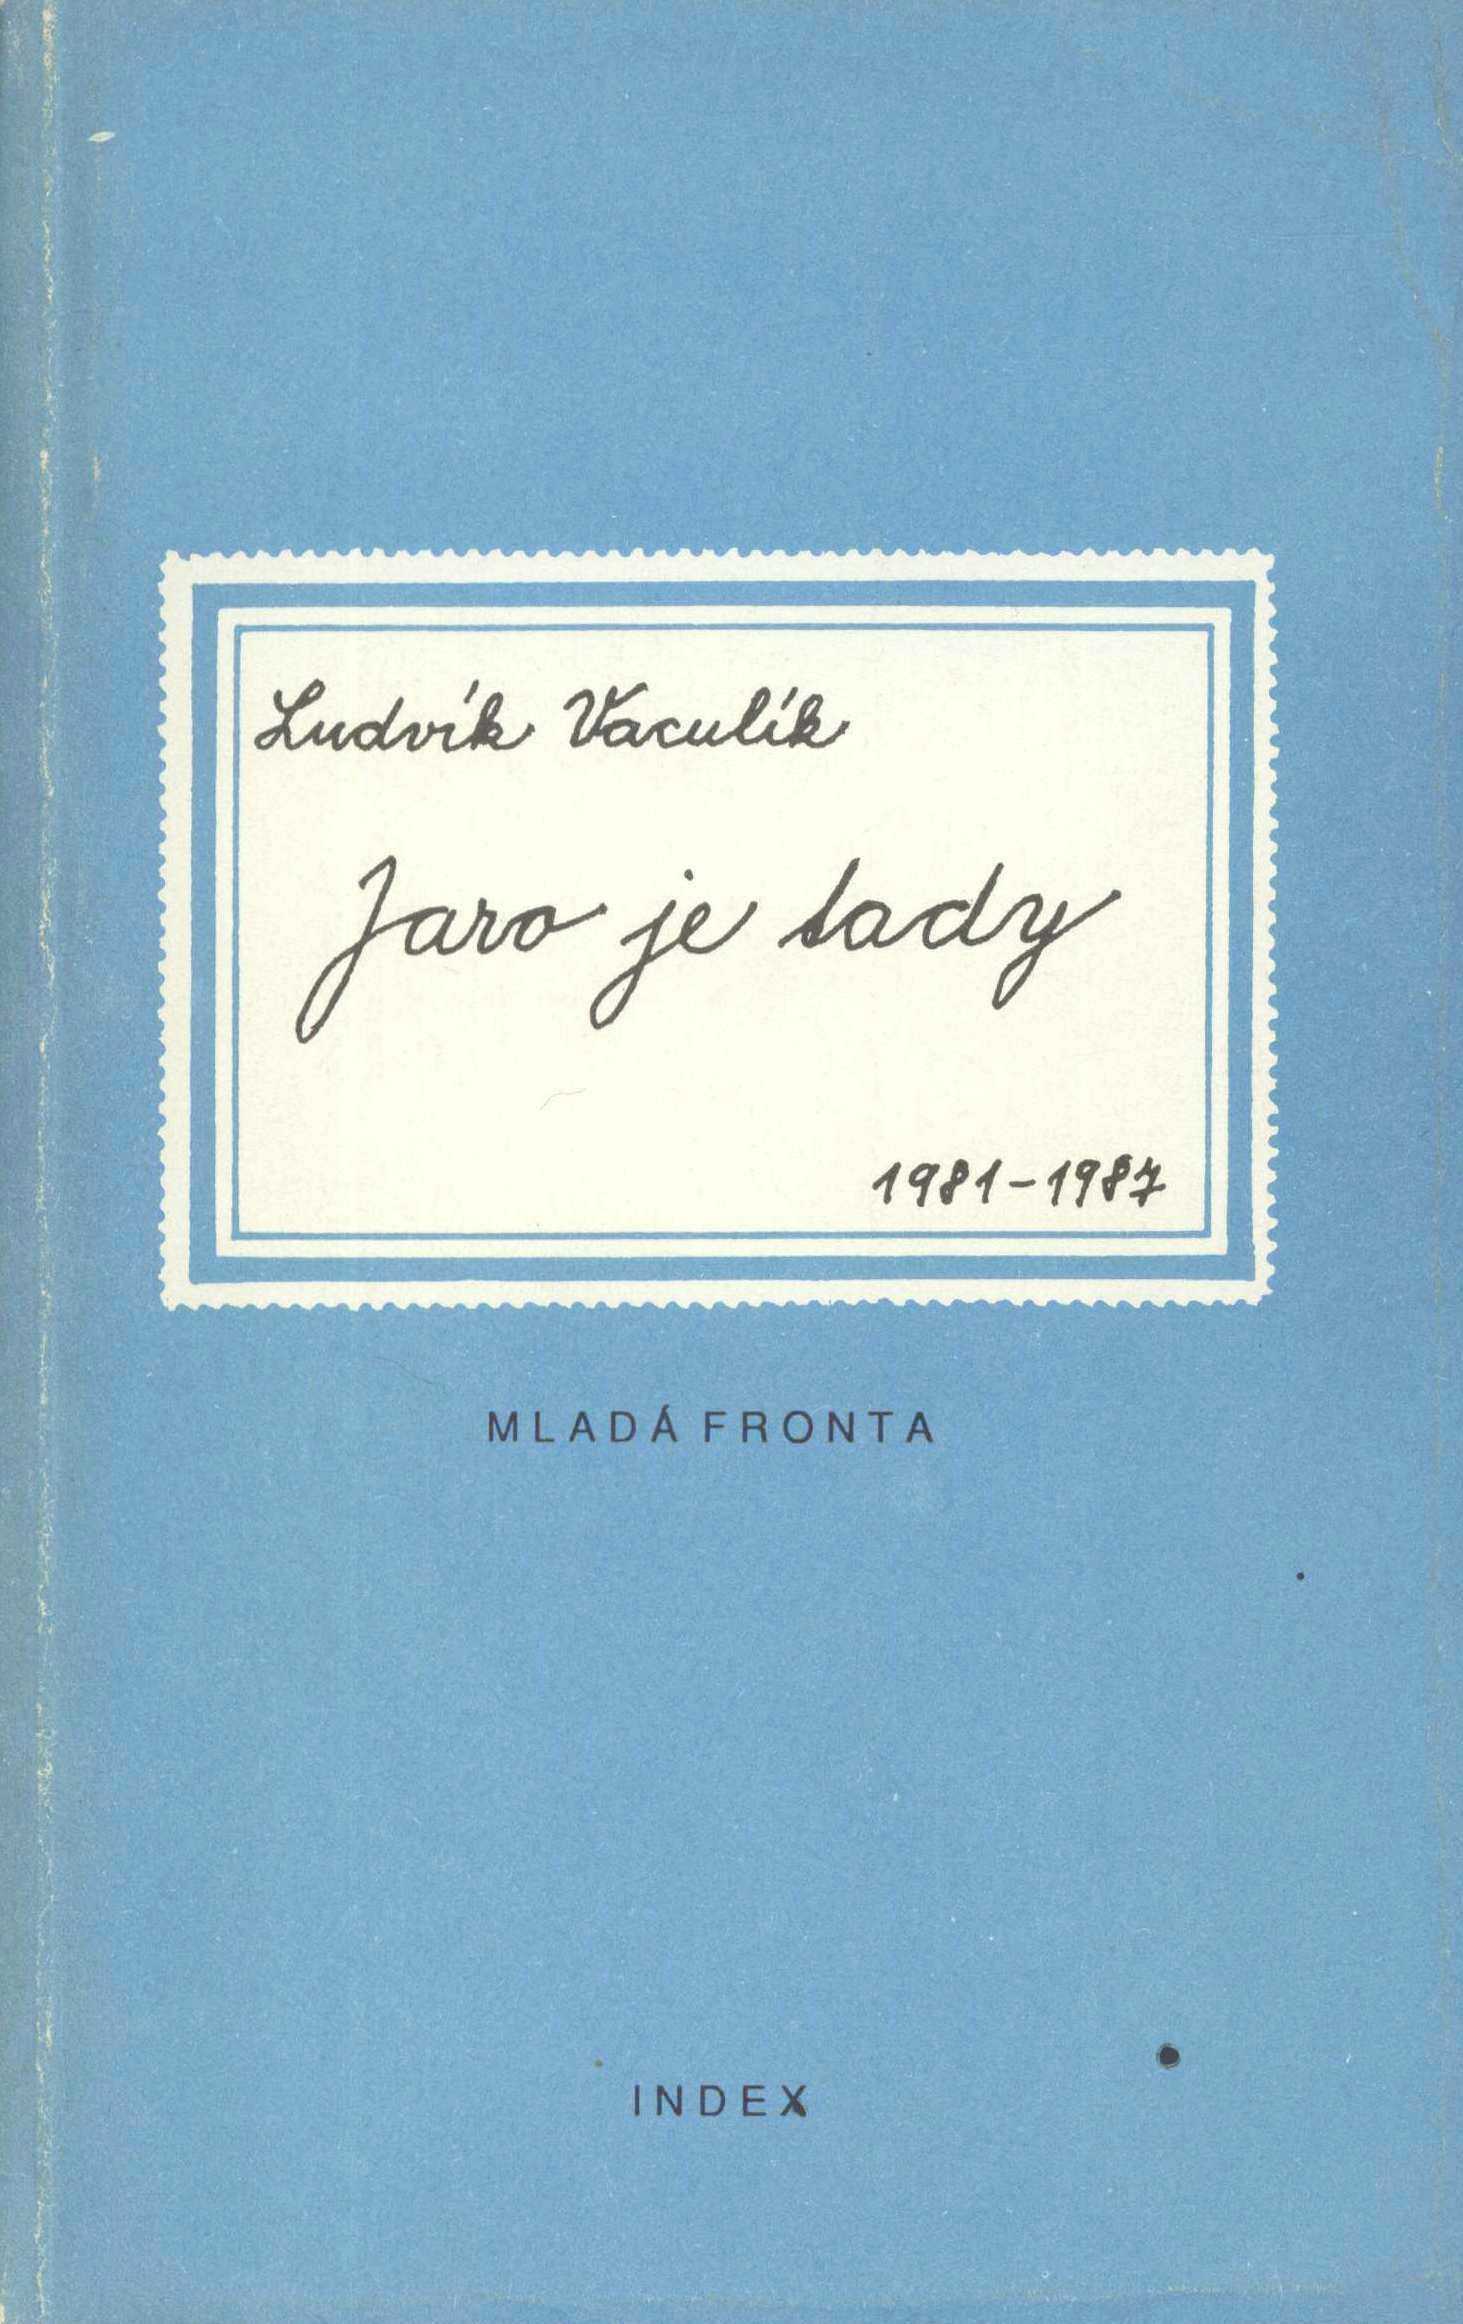 Ludvík Vaculík
Jaro je tady
1981-1987
MLADÁ FRONTA
INDEX